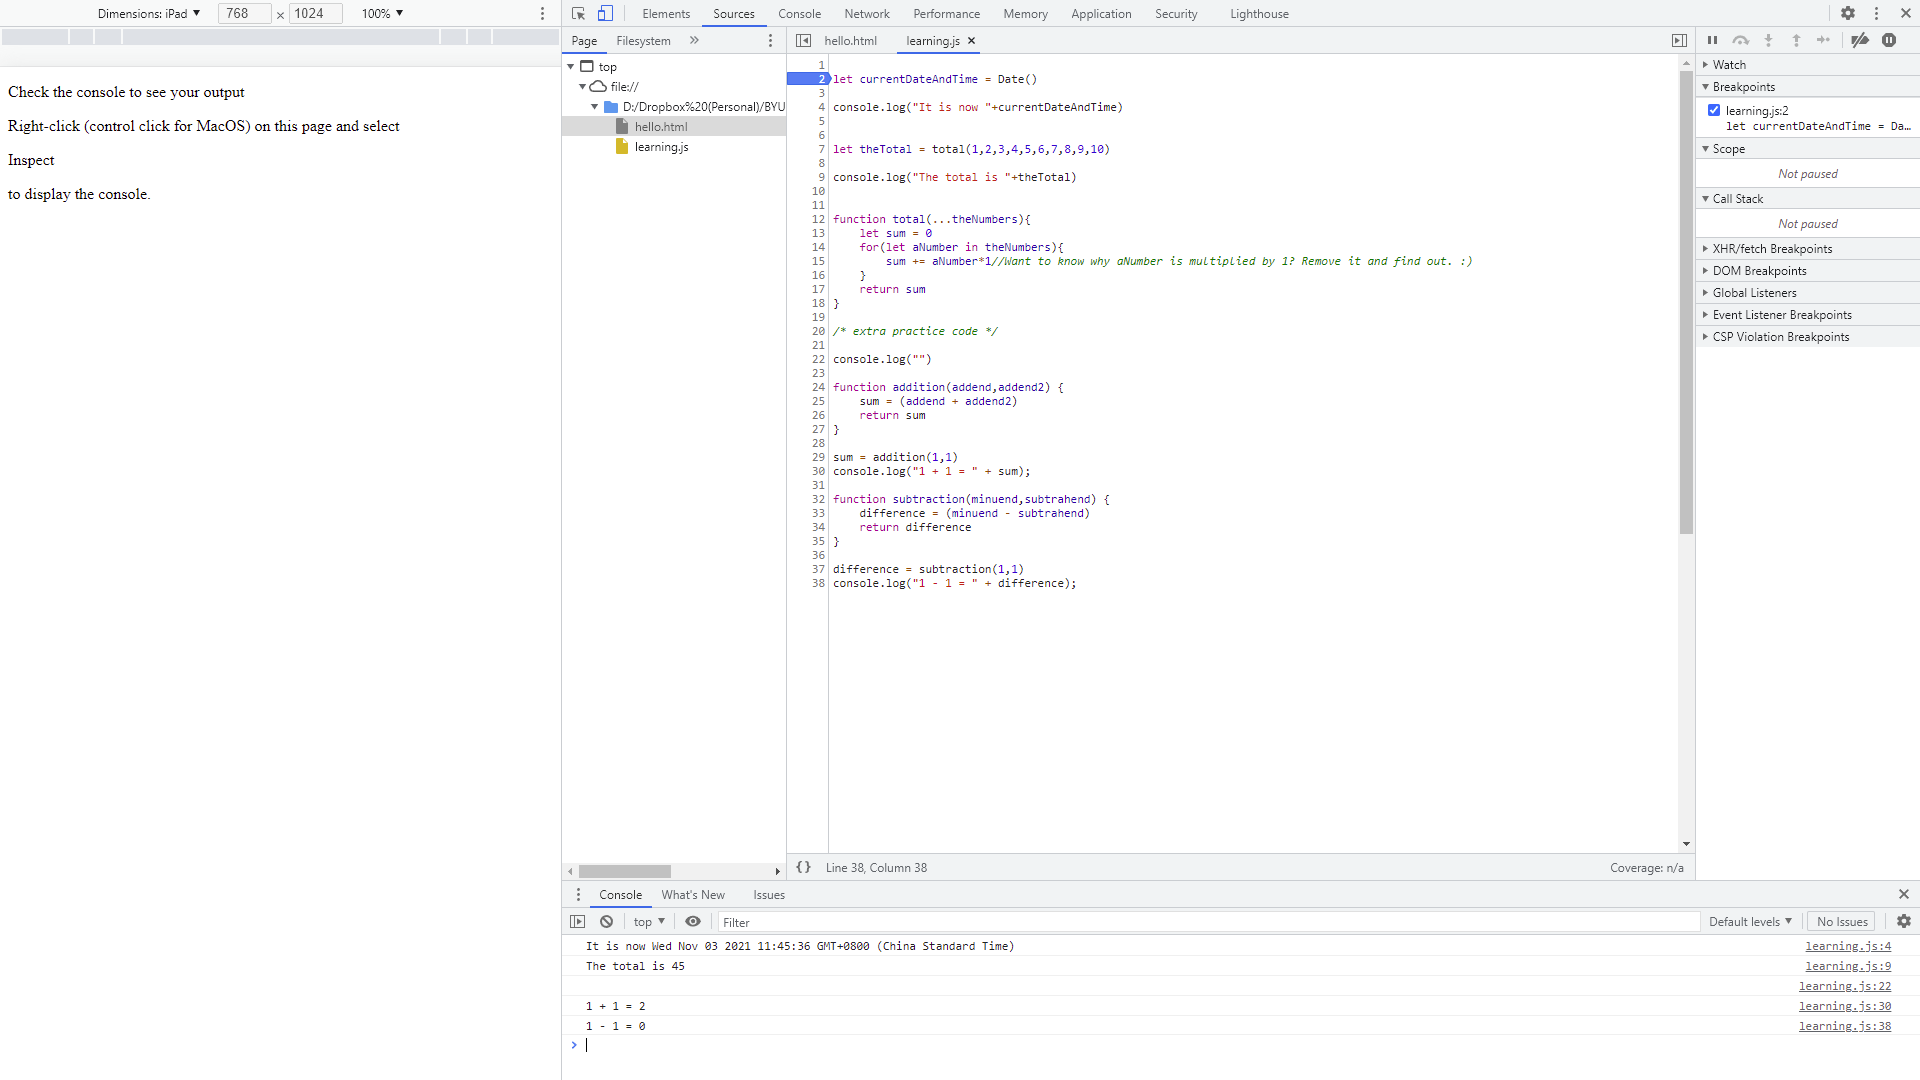 Dimensions: iPad 768 × 1024 100%
Check the console to see your output
Right-click (control click for MacOS) on this page and select
Inspect
to display the console.
Elements Sources Console Network Performance Memory Application Security Lighthouse
Page Filesystem »
top
file://
D:/Dropbox%20(Personal)/BYU
hello.html
learning.js
hello.html learning.js ×
1
2 let currentDateAndTime = Date()
3
4 console.log("It is now "+currentDateAndTime)
5
6
7 let theTotal = total(1,2,3,4,5,6,7,8,9,10)
8
9 console.log("The total is "+theTotal)
10
11
12 function total(...theNumbers){
13     let sum = 0
14     for(let aNumber in theNumbers){
15         sum += aNumber*1//Want to know why aNumber is multiplied by 1? Remove it and find out. :)
16     }
17     return sum
18 }
19
20 /* extra practice code */
21
22 console.log("")
23
24 function addition(addend,addend2) {
25     sum = (addend + addend2)
26     return sum
27 }
28
29 sum = addition(1,1)
30 console.log("1 + 1 = " + sum);
31
32 function subtraction(minuend,subtrahend) {
33     difference = (minuend - subtrahend)
34     return difference
35 }
36
37 difference = subtraction(1,1)
38 console.log("1 - 1 = " + difference);
{} Line 38, Column 38 Coverage: n/a
Watch
Breakpoints
learning.js:2
let currentDateAndTime = Da…
Scope
Not paused
Call Stack
Not paused
XHR/fetch Breakpoints
DOM Breakpoints
Global Listeners
Event Listener Breakpoints
CSP Violation Breakpoints
Console What's New Issues
top Filter Default levels No Issues
It is now Wed Nov 03 2021 11:45:36 GMT+0800 (China Standard Time) learning.js:4
The total is 45 learning.js:9
learning.js:22
1 + 1 = 2 learning.js:30
1 - 1 = 0 learning.js:38
>